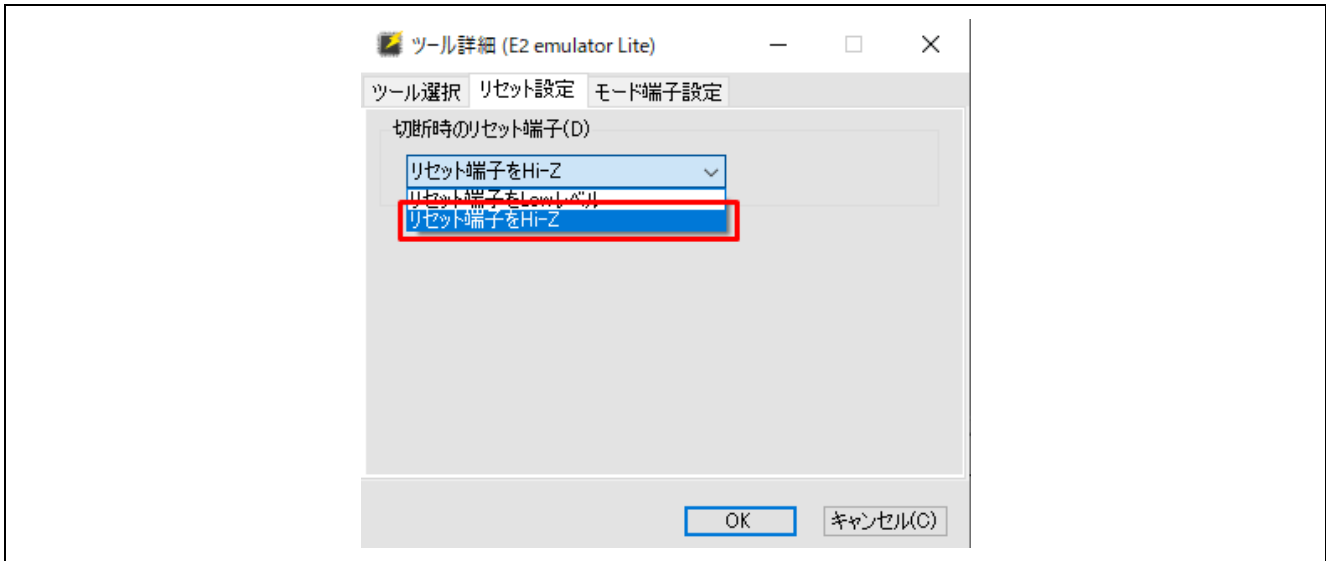 ツール詳細 (E2 emulator Lite)
ツール選択 リセット設定 モード端子設定
切断時のリセット端子(D)
リセット端子をHi-Z
リセット端子をLowレベル
リセット端子をHi-Z
OK キャンセル(C)